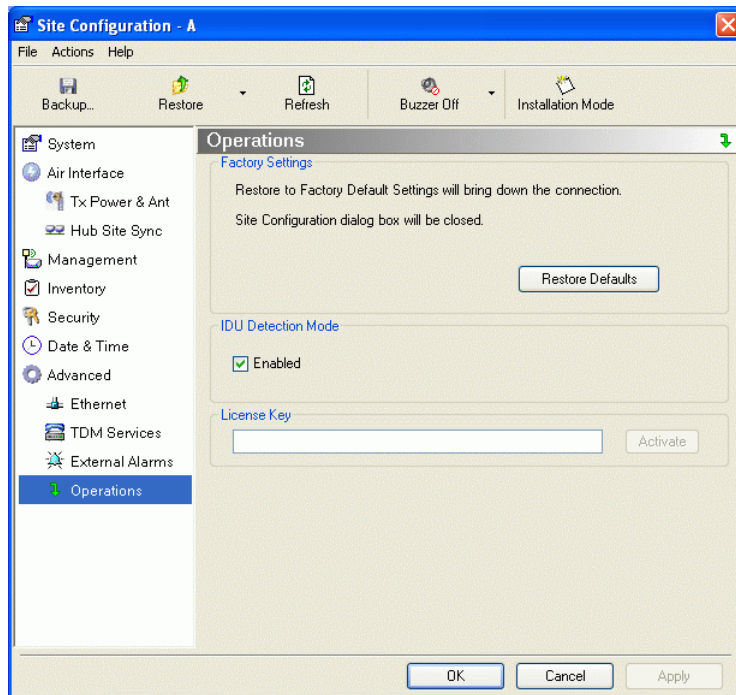 Site Configuration - A
File Actions Help
Backup... Restore Refresh Buzzer Off Installation Mode
System
Air Interface
Tx Power & Ant
Hub Site Sync
Management
Inventory
Security
Date & Time
Advanced
Ethernet
TDM Services
External Alarms
Operations
Operations
Factory Settings
Restore to Factory Default Settings will bring down the connection.
Site Configuration dialog box will be closed.
Restore Defaults
IDU Detection Mode
Enabled
License Key
Activate
OK Cancel Apply